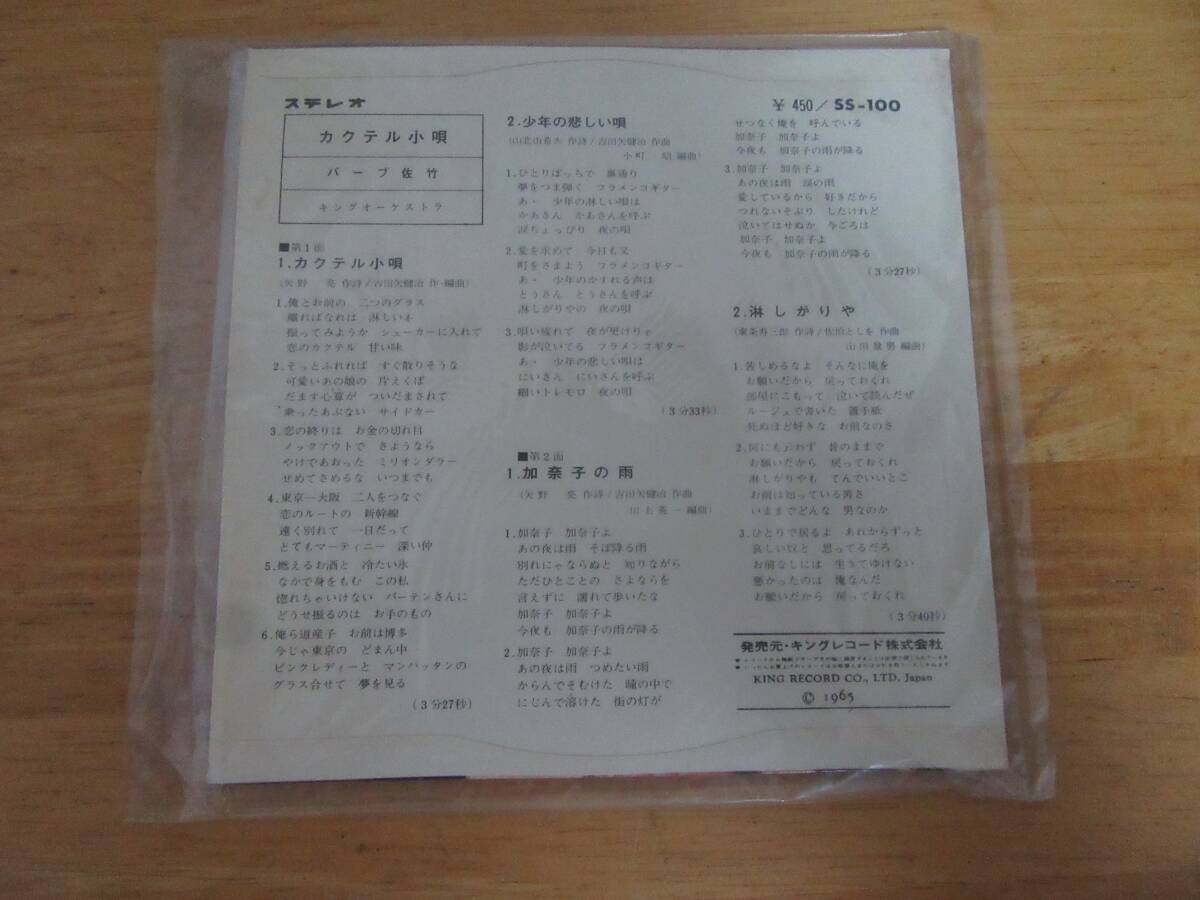 ステレオ
カクテル小唄
バーブ佐竹
キングオーケストラ
■第1面
1.カクテル小唄
(矢野 亮 作詩/吉田矢健治 作・編曲)
1.俺とお前の 二つのグラス
離ればなれは 淋しいネ
振ってみようか シェーカーに入れて
恋のカクテル 甘い味
2.そっとふれれば すぐ散りそうな
可愛いあの娘の 片えくぼ
だます心算が ついだまされて
乗ったあぶない サイドカー
3.恋の終りは お金の切れ目
ノックアウトで さようなら
やけであおった ミリオンダラー
せめてさめるな いつまでも
4.東京―大阪 二人をつなぐ
恋のルートの 新幹線
遠く別れて 一日だって
とてもマーティニー 深い仲
5.燃えるお酒と 冷たい氷
なかで身をもむ この私
惚れちゃいけない バーテンさんに
どうせ振るのは お手のもの
6.俺ら道産子 お前は博多
今じゃ東京の どまん中
ピンクレディーと マンハッタンの
グラス合せて 夢を見る
(3分27秒)
2.少年の悲しい唄
(山北由希夫 作詩/吉田矢健治 作曲
小町 昭 編曲)
1.ひとりぼっちで 裏通り
夢をつま弾く フラメンコギター
あ・ 少年の淋しい唄は
かあさん かあさんを呼ぶ
涙ちょっぴり 夜の唄
2.愛を求めて 今日も又
町をさまよう フラメンコギター
あ・ 少年のかすれる声は
とうさん とうさんを呼ぶ
淋しがりやの 夜の唄
3.唄い疲れて 夜が更けりゃ
影が泣いてる フラメンコギター
あ・ 少年の悲しい唄は
にいさん にいさんを呼ぶ
細いトレモロ 夜の唄
(3分33秒)
■第2面
1.加奈子の雨
(矢野 亮 作詩/吉田矢健治 作曲
川上英一 編曲)
1.加奈子 加奈子よ
あの夜は雨 そぼ降る雨
別れにゃならぬと 知りながら
ただひとことの さよならを
言えずに 濡れて歩いたな
加奈子 加奈子よ
今夜も 加奈子の雨が降る
2.加奈子 加奈子よ
あの夜は雨 つめたい雨
からんでそむけた 瞳の中で
にじんで溶けた 街の灯が
¥450/SS-100
せつなく俺を 呼んでいる
加奈子 加奈子よ
今夜も 加奈子の雨が降る
3.加奈子 加奈子よ
あの夜は雨 涙の雨
愛しているから 好きだから
つれないそぶり したけれど
泣いてはせぬか 今ごろは
加奈子 加奈子よ
今夜も 加奈子の雨が降る
(3分27秒)
2.淋しがりや
(東条寿三郎 作詩/佐伯としを 作曲
山田 編曲)
1.苦しめるなよ そんなに俺を
お願いだから 戻っておくれ
部屋にこもって 泣いて読んだぜ
ルージュで書いた 置手紙
死ぬほど好きな お前なのさ
2.何にも云わず 昔のままで
お願いだから 戻っておくれ
淋しがりやも てんでいいとこ
お前は知っている男さ
いままでどんな 男なのか
3.ひとりで居るよ あれからずっと
哀しい奴と 思ってるだろ
お前なしには 生きてゆけない
悪かったのは 俺なんだ
お願いだから 戻っておくれ
(3分40秒)
発売元・キングレコード株式会社
KING RECORD CO., LTD. Japan
© 1965